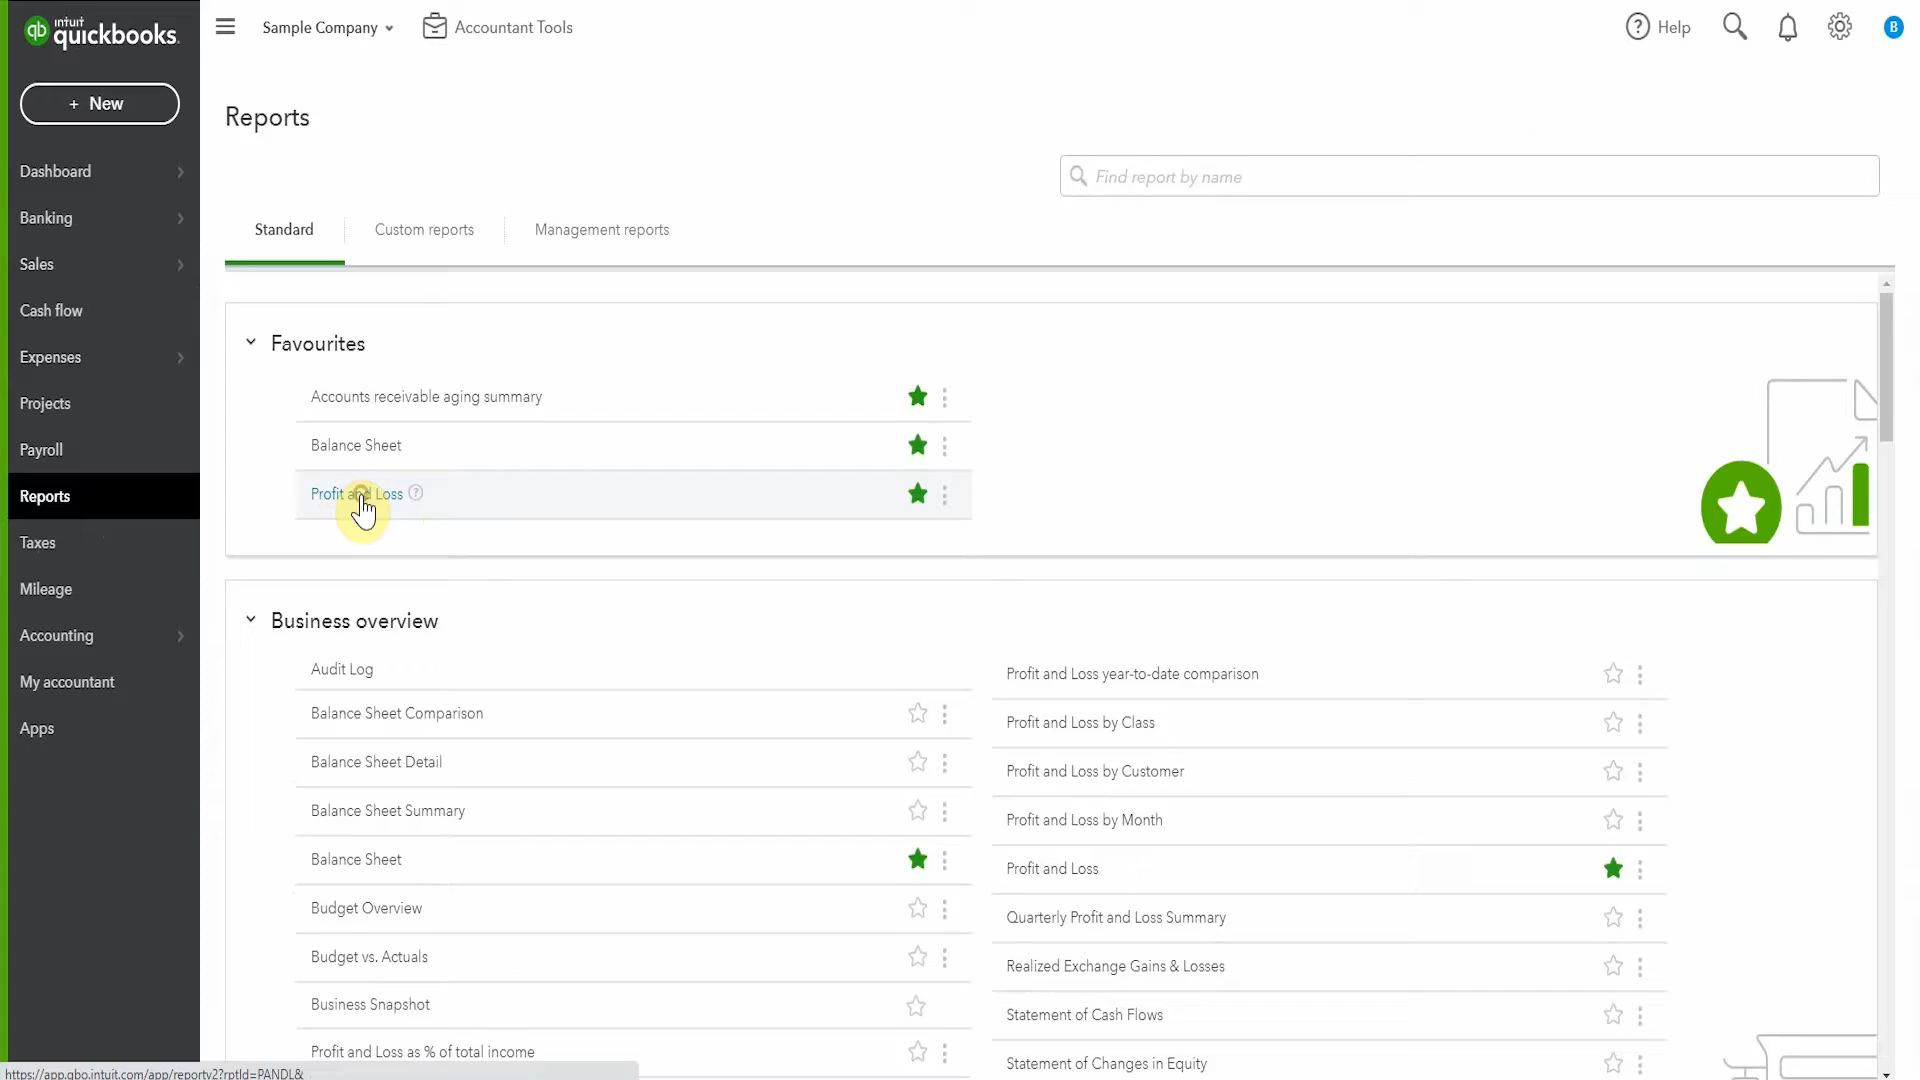 intuit
quickbooks.
Sample Company
Accountant Tools
Help
B
+ New
Dashboard
Banking
Sales
Cash flow
Expenses
Projects
Payroll
Reports
Taxes
Mileage
Accounting
My accountant
Apps
Reports
Find report by name
Standard
Custom reports
Management reports
Favourites
Accounts receivable aging summary
Balance Sheet
Profit and Loss
Business overview
Audit Log
Balance Sheet Comparison
Balance Sheet Detail
Balance Sheet Summary
Balance Sheet
Budget Overview
Budget vs. Actuals
Business Snapshot
Profit and Loss as % of total income
Profit and Loss year-to-date comparison
Profit and Loss by Class
Profit and Loss by Customer
Profit and Loss by Month
Profit and Loss
Quarterly Profit and Loss Summary
Realized Exchange Gains & Losses
Statement of Cash Flows
Statement of Changes in Equity
https://app.qbo.intuit.com/app/reportv2?rptId=PANDL&